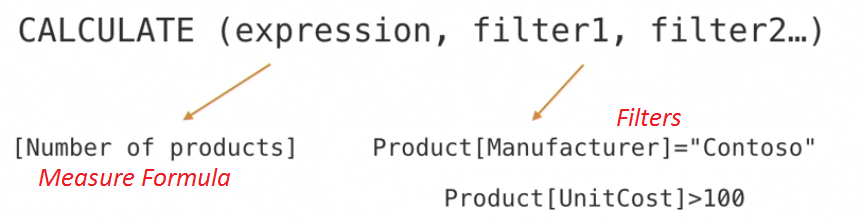 CALCULATE (expression, filter1, filter2…)
Filters
[Number of products] Product[Manufacturer]="Contoso"
Measure Formula
Product[UnitCost]>100